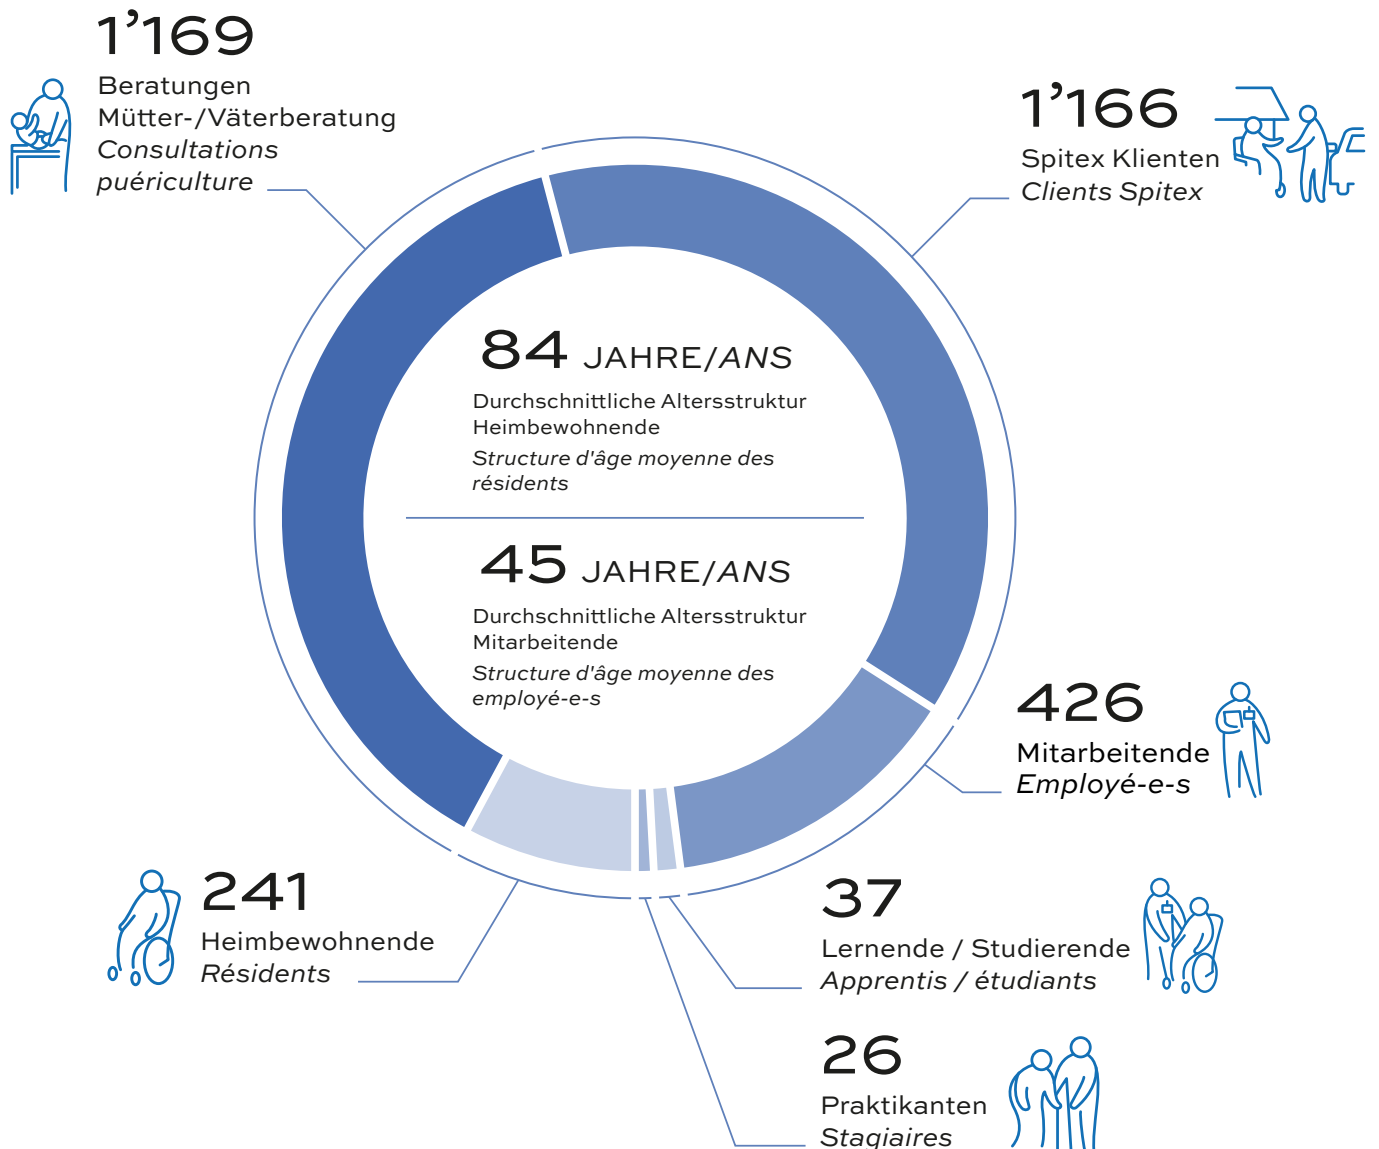 1’169
Beratungen
Mütter-/Väterberatung
Consultations
puériculture
1’166
Spitex Klienten
Clients Spitex
84 JAHRE/ANS
Durchschnittliche Altersstruktur
Heimbewohnende
Structure d'âge moyenne des
résidents
45 JAHRE/ANS
Durchschnittliche Altersstruktur
Mitarbeitende
Structure d'âge moyenne des
employé-e-s
426
Mitarbeitende
Employé-e-s
241
Heimbewohnende
Résidents
37
Lernende / Studierende
Apprentis / étudiants
26
Praktikanten
Stagiaires